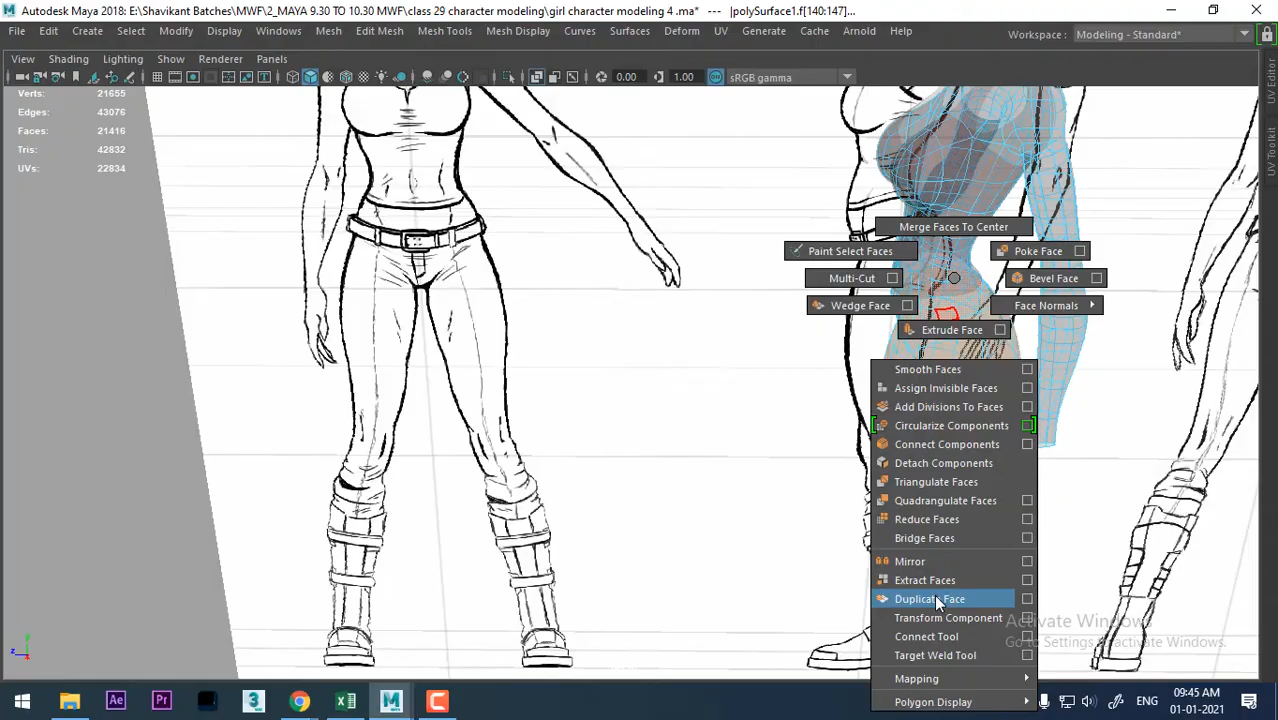 Autodesk Maya 2018: E:\Shavikant Batches\MWF\2_MAYA 9.30 TO 10.30 MWF\class 29 character modeling\girl character modeling 4 .ma* --- |polySurface1.f[140:147]...
File Edit Create Select Modify Display Windows Mesh Edit Mesh Mesh Tools Mesh Display Curves Surfaces Deform UV Generate Cache Arnold Help
Workspace : Modeling - Standard*
View Shading Lighting Show Renderer Panels
0.00 1.00 sRGB gamma
Verts: 21655
Edges: 43076
Faces: 21416
Tris: 42832
UVs: 22834
UV Editor
UV Toolkit
Merge Faces To Center
Paint Select Faces Poke Face
Multi-Cut Bevel Face
Wedge Face Face Normals
Extrude Face
Smooth Faces
Assign Invisible Faces
Add Divisions To Faces
Circularize Components
Connect Components
Detach Components
Triangulate Faces
Quadrangulate Faces
Reduce Faces
Bridge Faces
Mirror
Extract Faces
Duplicate Face
Transform Component
Connect Tool
Target Weld Tool
Mapping
Polygon Display
Activate Windows
Go to Settings to activate Windows.
z
Ae Pr 3 M C
ENG
09:45 AM
01-01-2021